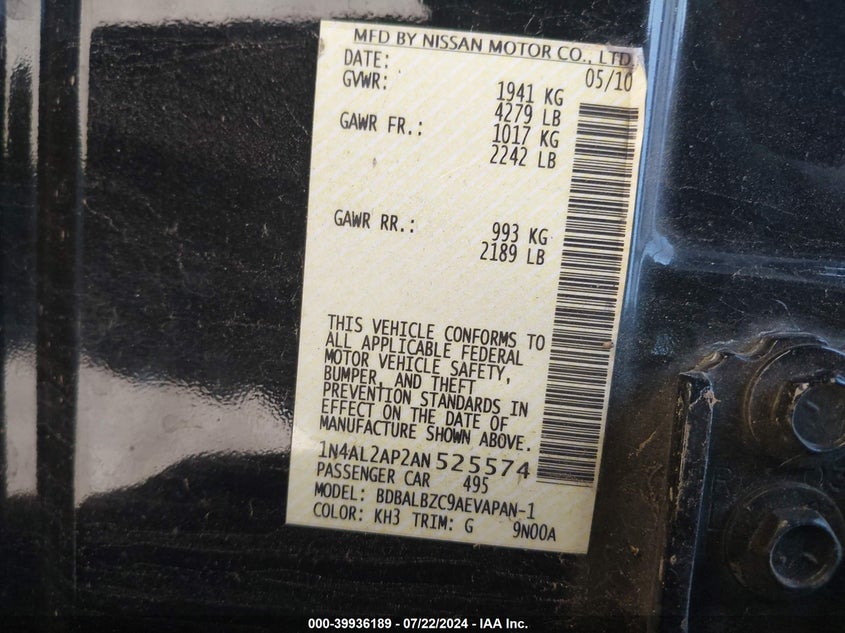 MFD BY NISSAN MOTOR CO., LTD.
DATE: 05/10
GVWR: 1941 KG
4279 LB
GAWR FR.: 1017 KG
2242 LB
GAWR RR.: 993 KG
2189 LB
THIS VEHICLE CONFORMS TO
ALL APPLICABLE FEDERAL
MOTOR VEHICLE SAFETY,
BUMPER, AND THEFT
PREVENTION STANDARDS IN
EFFECT ON THE DATE OF
MANUFACTURE SHOWN ABOVE.
1N4AL2AP2AN525574
PASSENGER CAR 495
MODEL: BDBALBZC9AEVAPAN-1
COLOR: KH3 TRIM: G 9N00A
000-39936189 - 07/22/2024 - IAA Inc.